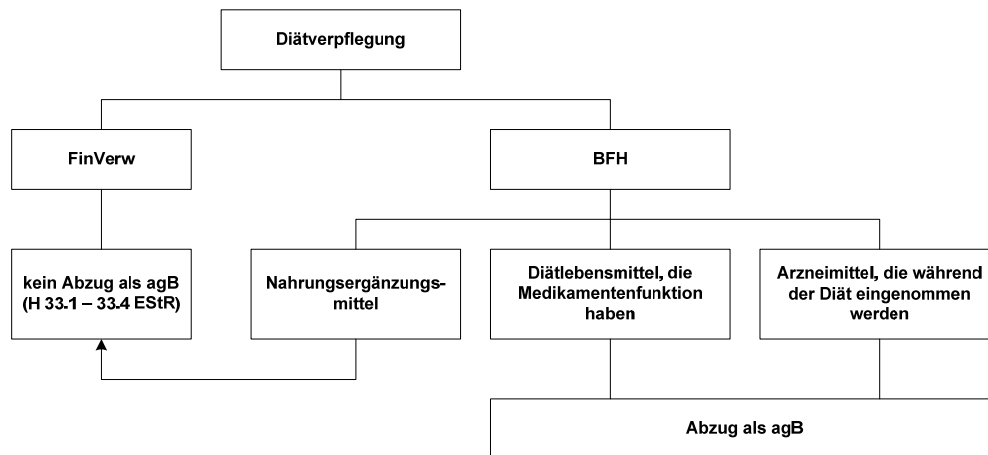 Diätverpflegung
FinVerw
BFH
kein Abzug als agB
(H 33.1 – 33.4 EStR)
Nahrungsergänzungs-
mittel
Diätlebensmittel, die
Medikamentenfunktion
haben
Arzneimittel, die während
der Diät eingenommen
werden
Abzug als agB